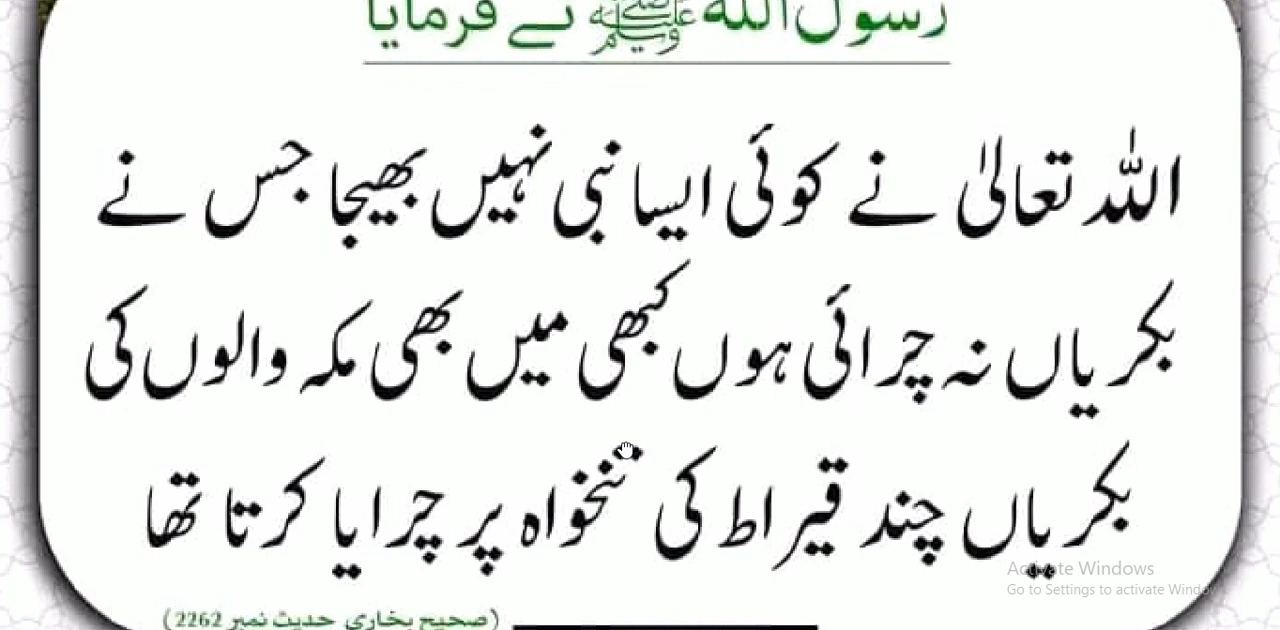 رسول اللہ ﷺ نے فرمایا
اللہ تعالیٰ نے کوئی ایسا نبی نہیں بھیجا جس نے
بکریاں نہ چرائی ہوں کبھی میں بھی مکہ والوں کی
بکریاں چند قیراط کی تنخواہ پر چرایا کرتا تھا
Activate Windows
Go to Settings to activate Windows
(صحیح بخاری حدیث نمبر 2262)